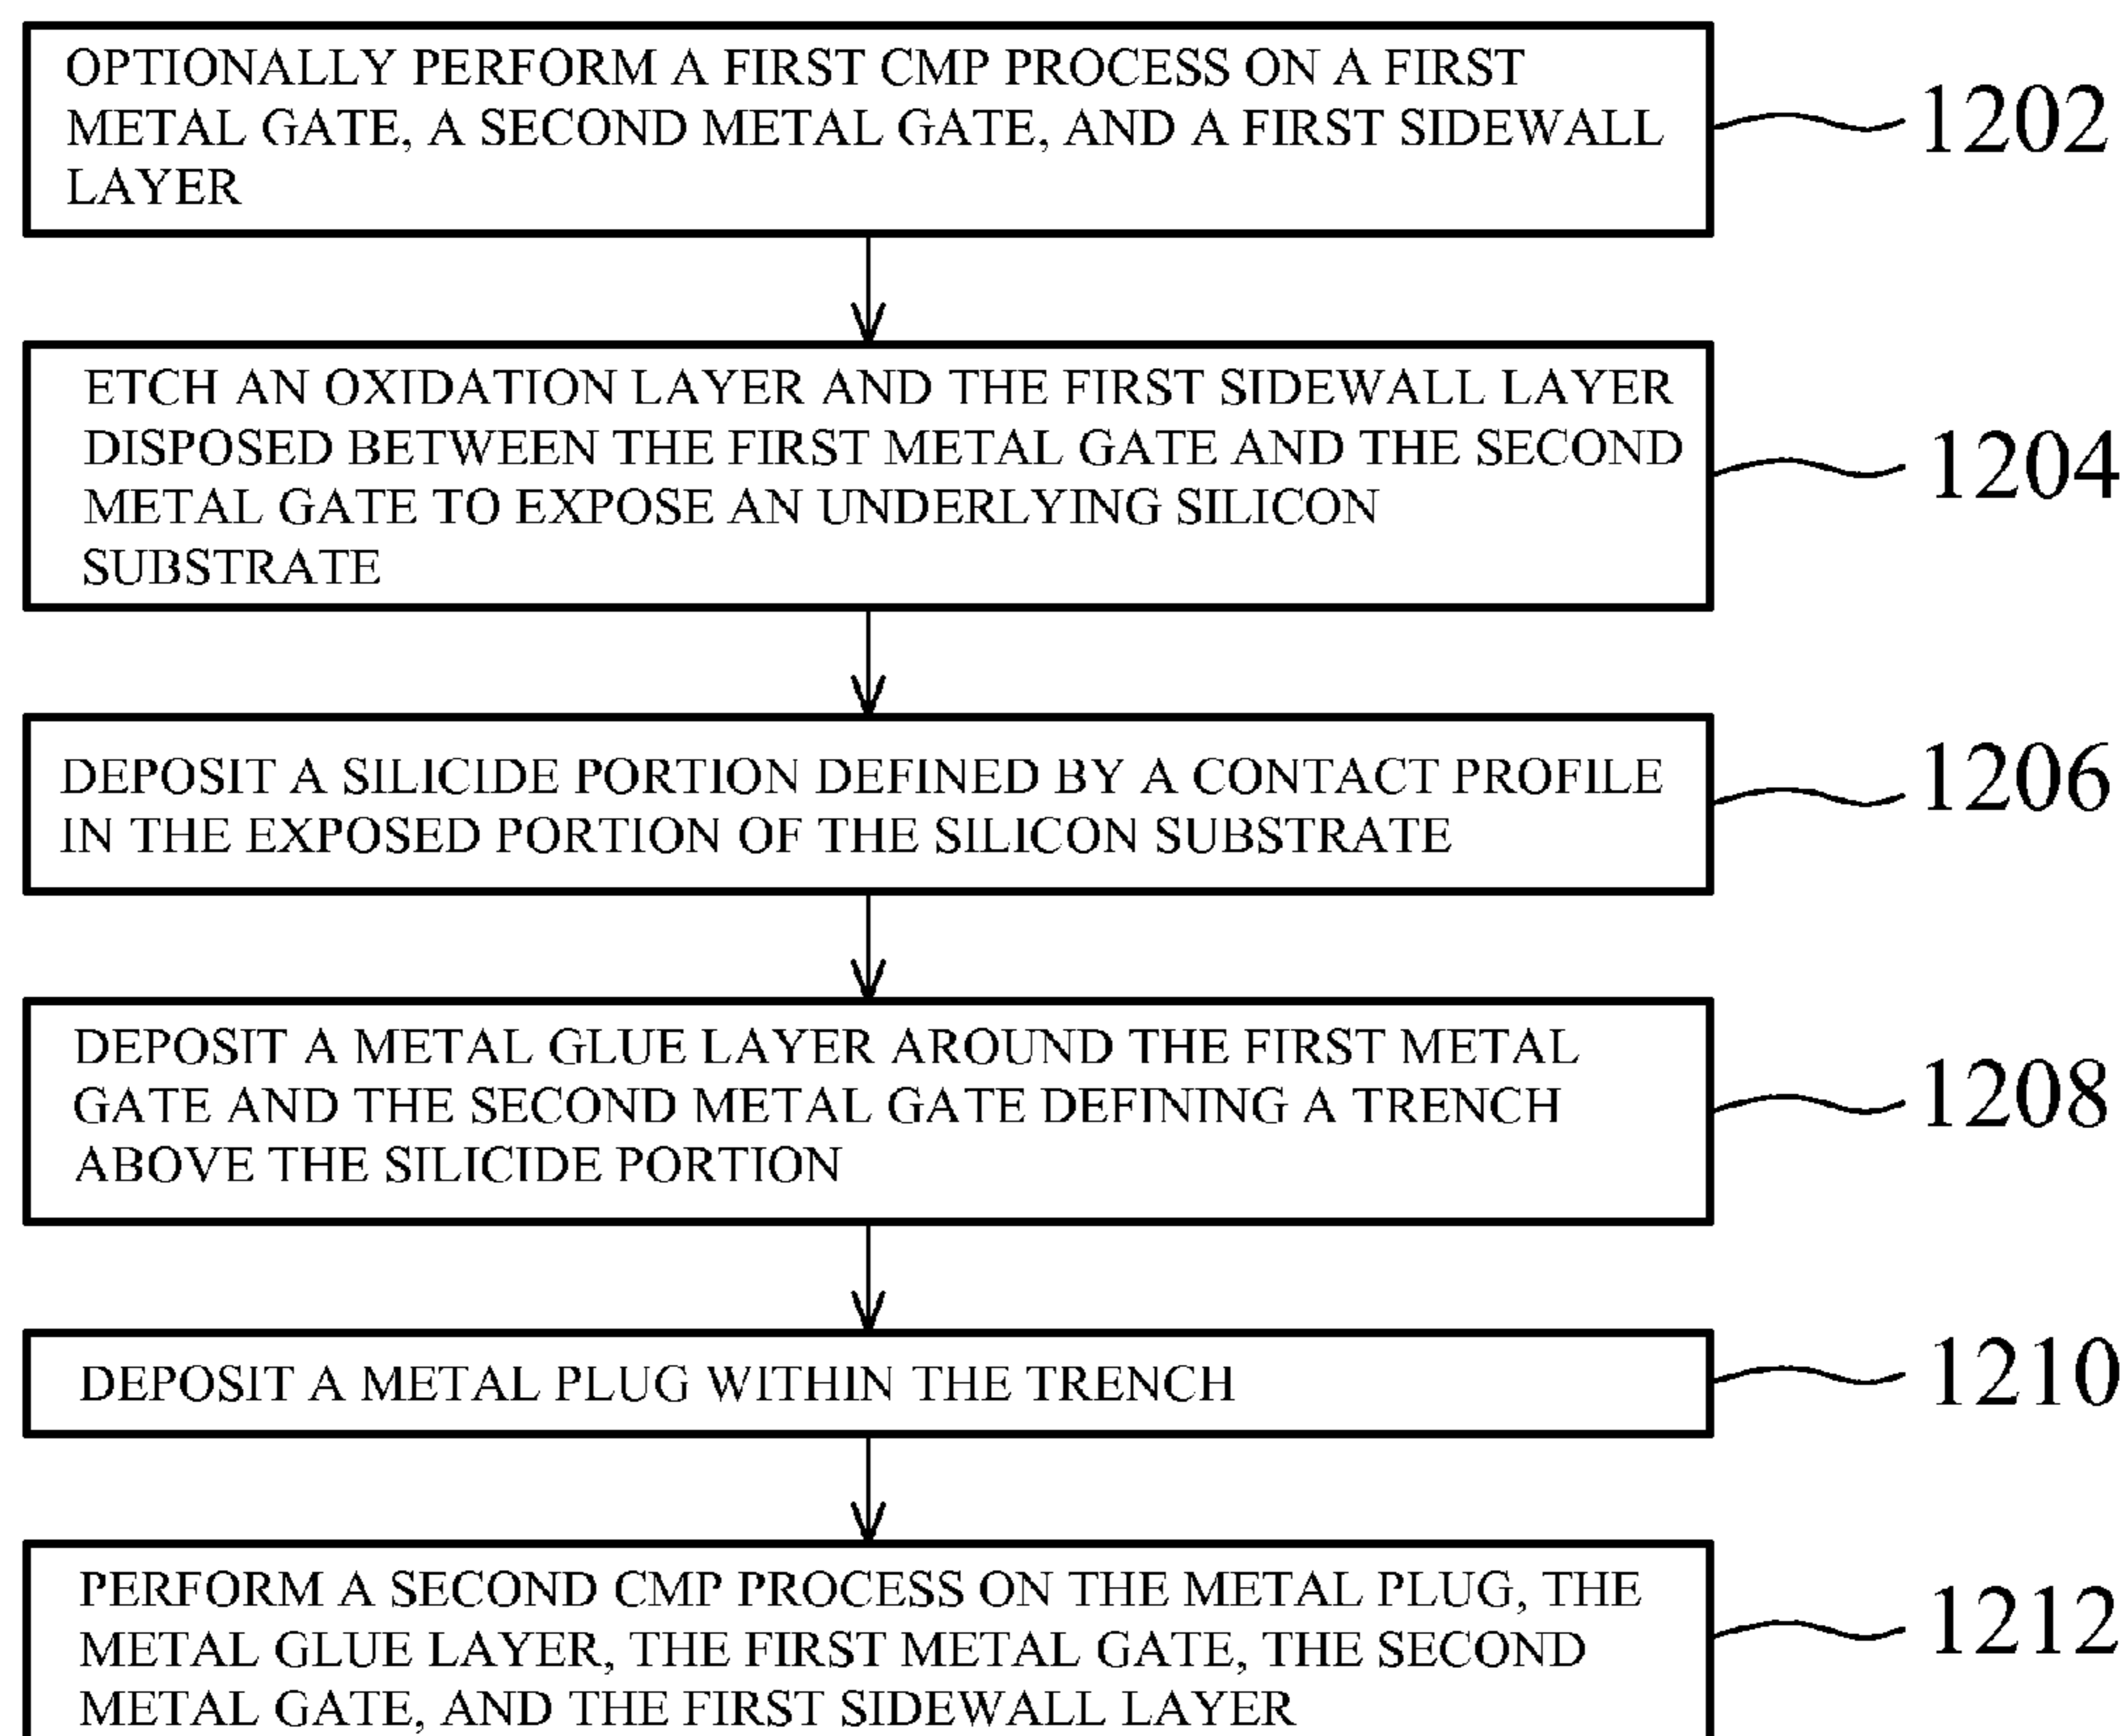 OPTIONALLY PERFORM A FIRST CMP PROCESS ON A FIRST
METAL GATE, A SECOND METAL GATE, AND A FIRST SIDEWALL
LAYER
1202
ETCH AN OXIDATION LAYER AND THE FIRST SIDEWALL LAYER
DISPOSED BETWEEN THE FIRST METAL GATE AND THE SECOND
METAL GATE TO EXPOSE AN UNDERLYING SILICON
SUBSTRATE
1204
DEPOSIT A SILICIDE PORTION DEFINED BY A CONTACT PROFILE
IN THE EXPOSED PORTION OF THE SILICON SUBSTRATE
1206
DEPOSIT A METAL GLUE LAYER AROUND THE FIRST METAL
GATE AND THE SECOND METAL GATE DEFINING A TRENCH
ABOVE THE SILICIDE PORTION
1208
DEPOSIT A METAL PLUG WITHIN THE TRENCH
1210
PERFORM A SECOND CMP PROCESS ON THE METAL PLUG, THE
METAL GLUE LAYER, THE FIRST METAL GATE, THE SECOND
METAL GATE, AND THE FIRST SIDEWALL LAYER
1212